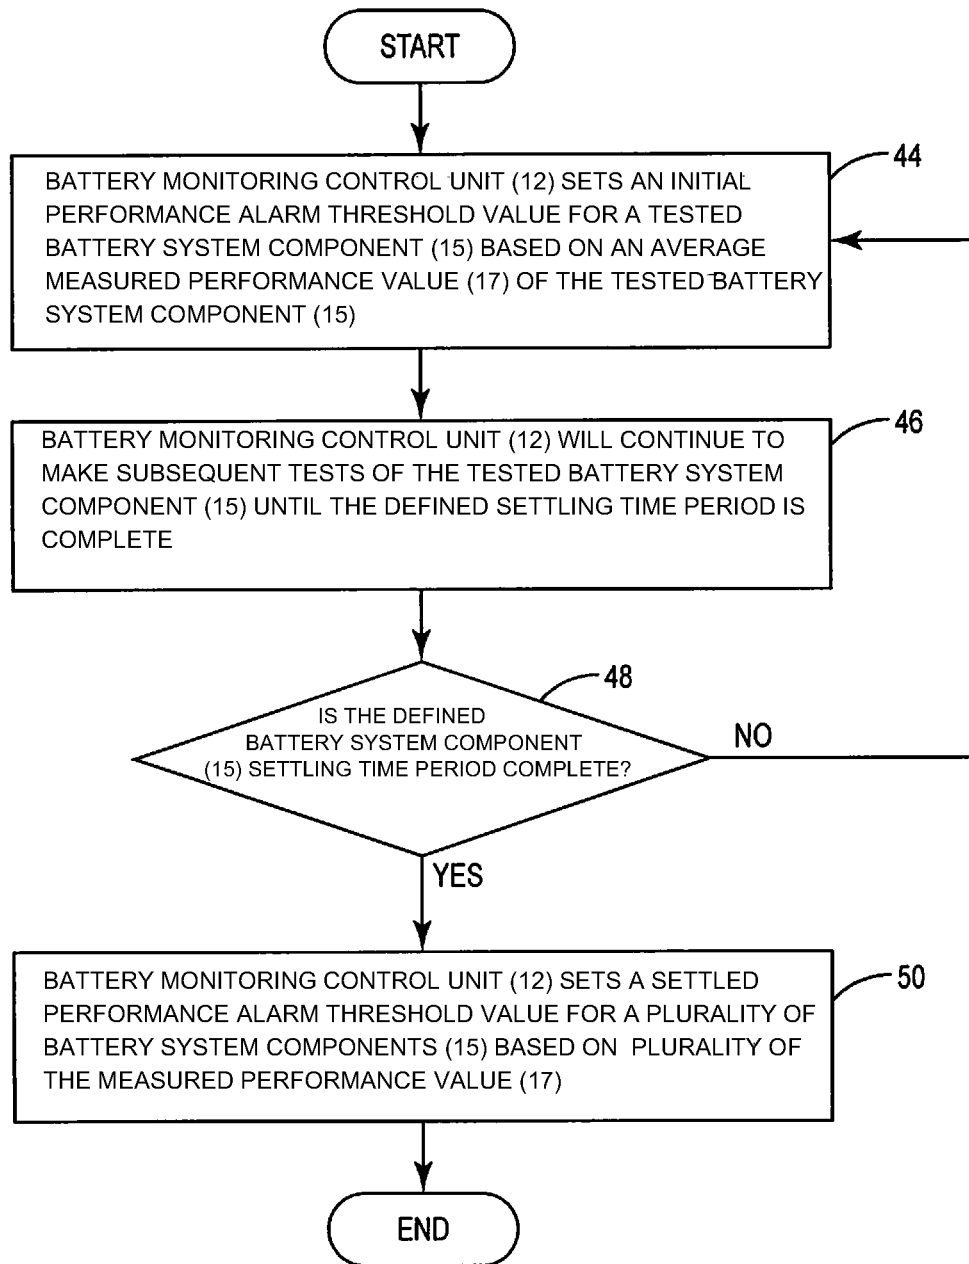 START
44
BATTERY MONITORING CONTROL UNIT (12) SETS AN INITIAL
PERFORMANCE ALARM THRESHOLD VALUE FOR A TESTED
BATTERY SYSTEM COMPONENT (15) BASED ON AN AVERAGE
MEASURED PERFORMANCE VALUE (17) OF THE TESTED BATTERY
SYSTEM COMPONENT (15)
46
BATTERY MONITORING CONTROL UNIT (12) WILL CONTINUE TO
MAKE SUBSEQUENT TESTS OF THE TESTED BATTERY SYSTEM
COMPONENT (15) UNTIL THE DEFINED SETTLING TIME PERIOD IS
COMPLETE
48
IS THE DEFINED
BATTERY SYSTEM COMPONENT
(15) SETTLING TIME PERIOD COMPLETE?
NO
YES
50
BATTERY MONITORING CONTROL UNIT (12) SETS A SETTLED
PERFORMANCE ALARM THRESHOLD VALUE FOR A PLURALITY OF
BATTERY SYSTEM COMPONENTS (15) BASED ON PLURALITY OF
THE MEASURED PERFORMANCE VALUE (17)
END